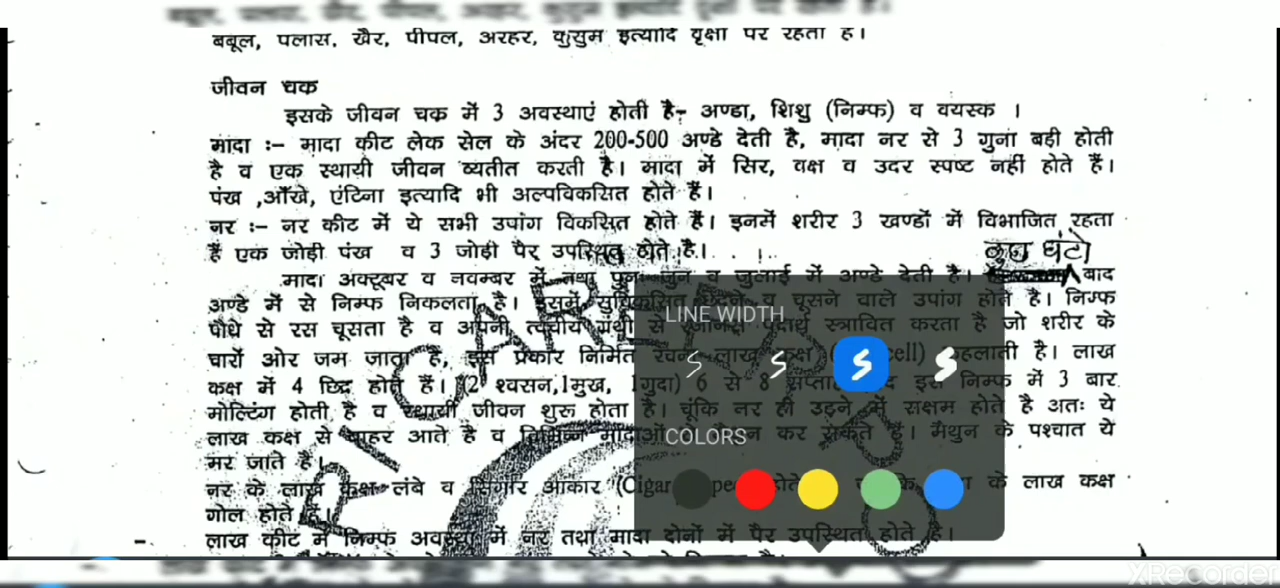 बबूल, पलास, खैर, पीपल, अरहर, कुसुम इत्यादि वृक्षा पर रहता है।
जीवन चक्र
इसके जीवन चक्र में 3 अवस्थाएं होती है- अण्डा, शिशु (निम्फ) व वयस्क ।
मादा :- मादा कीट लेक सेल के अंदर 200-500 अण्डे देती है, मादा नर से 3 गुना बड़ी होती
है व एक स्थायी जीवन व्यतीत करती है। मादा में सिर, वक्ष व उदर स्पष्ट नहीं होते हैं।
पंख ,आँखे, एंटिना इत्यादि भी अल्पविकसित होते हैं।
नर :- नर कीट में ये सभी उपांग विकसित होते हैं। इनमें शरीर 3 खण्डों में विभाजित रहता
हैं एक जोड़ी पंख व 3 जोड़ी पैर उपस्थित होते है।
कुछ घंटो
मादा अक्टूबर व नवम्बर में तथा पुनः जुन व जुलाई में अण्डे देती है। बाद
अण्डे में से निम्फ निकलता है। इसमें सुविकसित छेदने व चूसने वाले उपांग होते है। निम्फ
पौधे से रस चूसता है व अपनी त्वचीय ग्रंथी से पदार्थ स्त्रावित करता है जो शरीर के
चारों ओर जम जाता है, इस प्रकार निर्मित रचना लाख कक्ष cell) कहलाती है। लाख
कक्ष में 4 छिद्र होते हैं। (2 श्वसन,1मुख, 1गुदा) 6 से 8 सप्ताह इस निम्फ में 3 बार
मोल्टिंग होती है व स्थायी जीवन शुरू होता है। चूंकि नर ही उड़ने में सक्षम होते है अतः ये
लाख कक्ष से बाहर आते है व विभिन्न मादाओं कर सकते हैं। मैथुन के पश्चात ये
मर जाते हैं।
नर के लाख कक्ष लंबे व सिगार आकार (Cigar होते के लाख कक्ष
गोल होते हैं।
लाख कीट में निम्फ अवस्था में नर तथा मादा दोनों में पैर उपस्थित होते है।
LINE WIDTH
COLORS
XRecorder